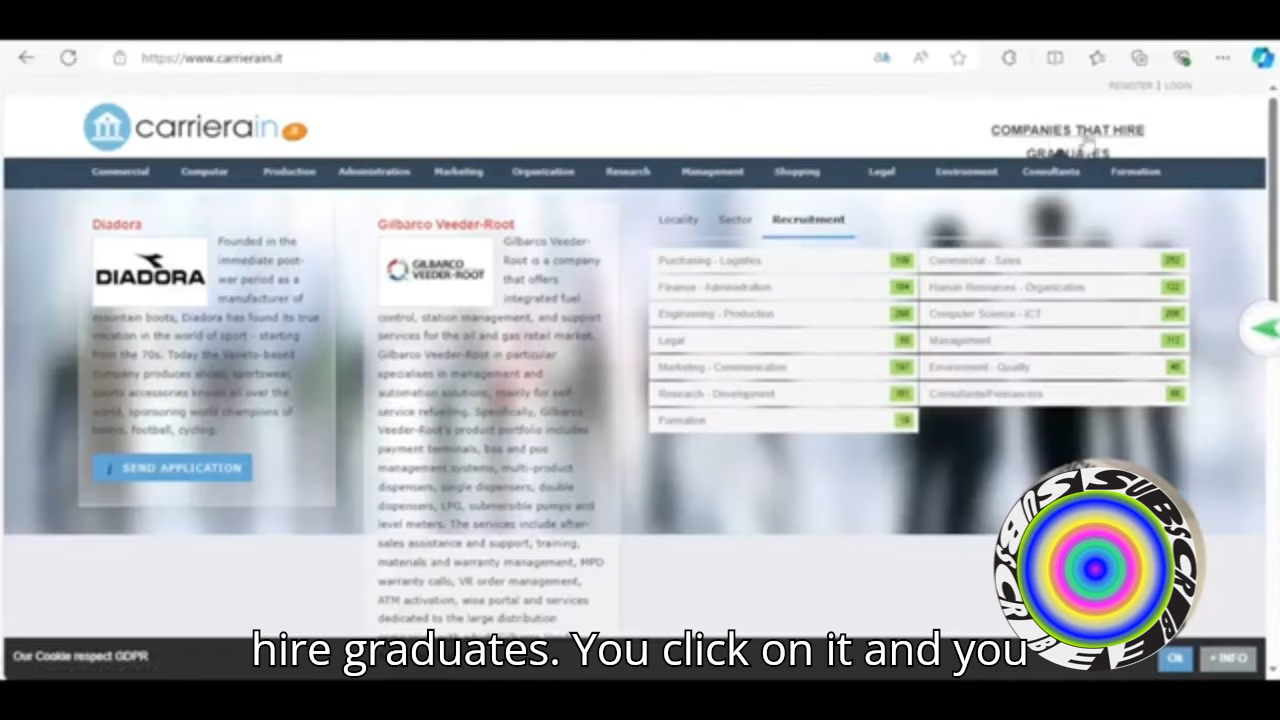 https://www.carrierain.it
REGISTER | LOGIN
carrierain.it
COMPANIES THAT HIRE
GRADUATES
Commercial Computer Production Administration Marketing Organization Research Management Shopping Legal Environment Consultants Formation
Diadora
DIADORA
Founded in the
immediate post-
war period as a
manufacturer of
mountain boots, Diadora has found its true
vocation in the world of sport - starting
from the 70s. Today the Veneto-based
company produces shoes, sportswear,
sports accessories known all over the
world, sponsoring world champions of
tennis, football, cycling.
i SEND APPLICATION
Gilbarco Veeder-Root
GILBARCO
VEEDER-ROOT
Gilbarco Veeder-
Root is a company
that offers
integrated fuel
control, station management, and support
services for the oil and gas retail market.
Gilbarco Veeder-Root in particular
specialises in management and
automation solutions, mainly for self-
service refueling. Specifically, Gilbarco
Veeder-Root's product portfolio includes
payment terminals, bos and pos
management systems, multi-product
dispensers, single dispensers, double
dispensers, LPG, submersible pumps and
level meters. The services include after-
sales assistance and support, training,
materials and warranty management, MPD
warranty calls, VR order management,
ATM activation, wise portal and services
dedicated to the large distribution
Locality Sector Recruitment
Purchasing - Logistics
Commercial - Sales
Finance - Administration
Human Resources - Organization
Engineering - Production
Computer Science - ICT
Legal
Management
Marketing - Communication
Environment - Quality
Research - Development
Consultants/Freelancers
Formation
SUBSCRIBE SUBSCRIBE
Our Cookie respect GDPR
Ok + INFO
hire graduates. You click on it and you